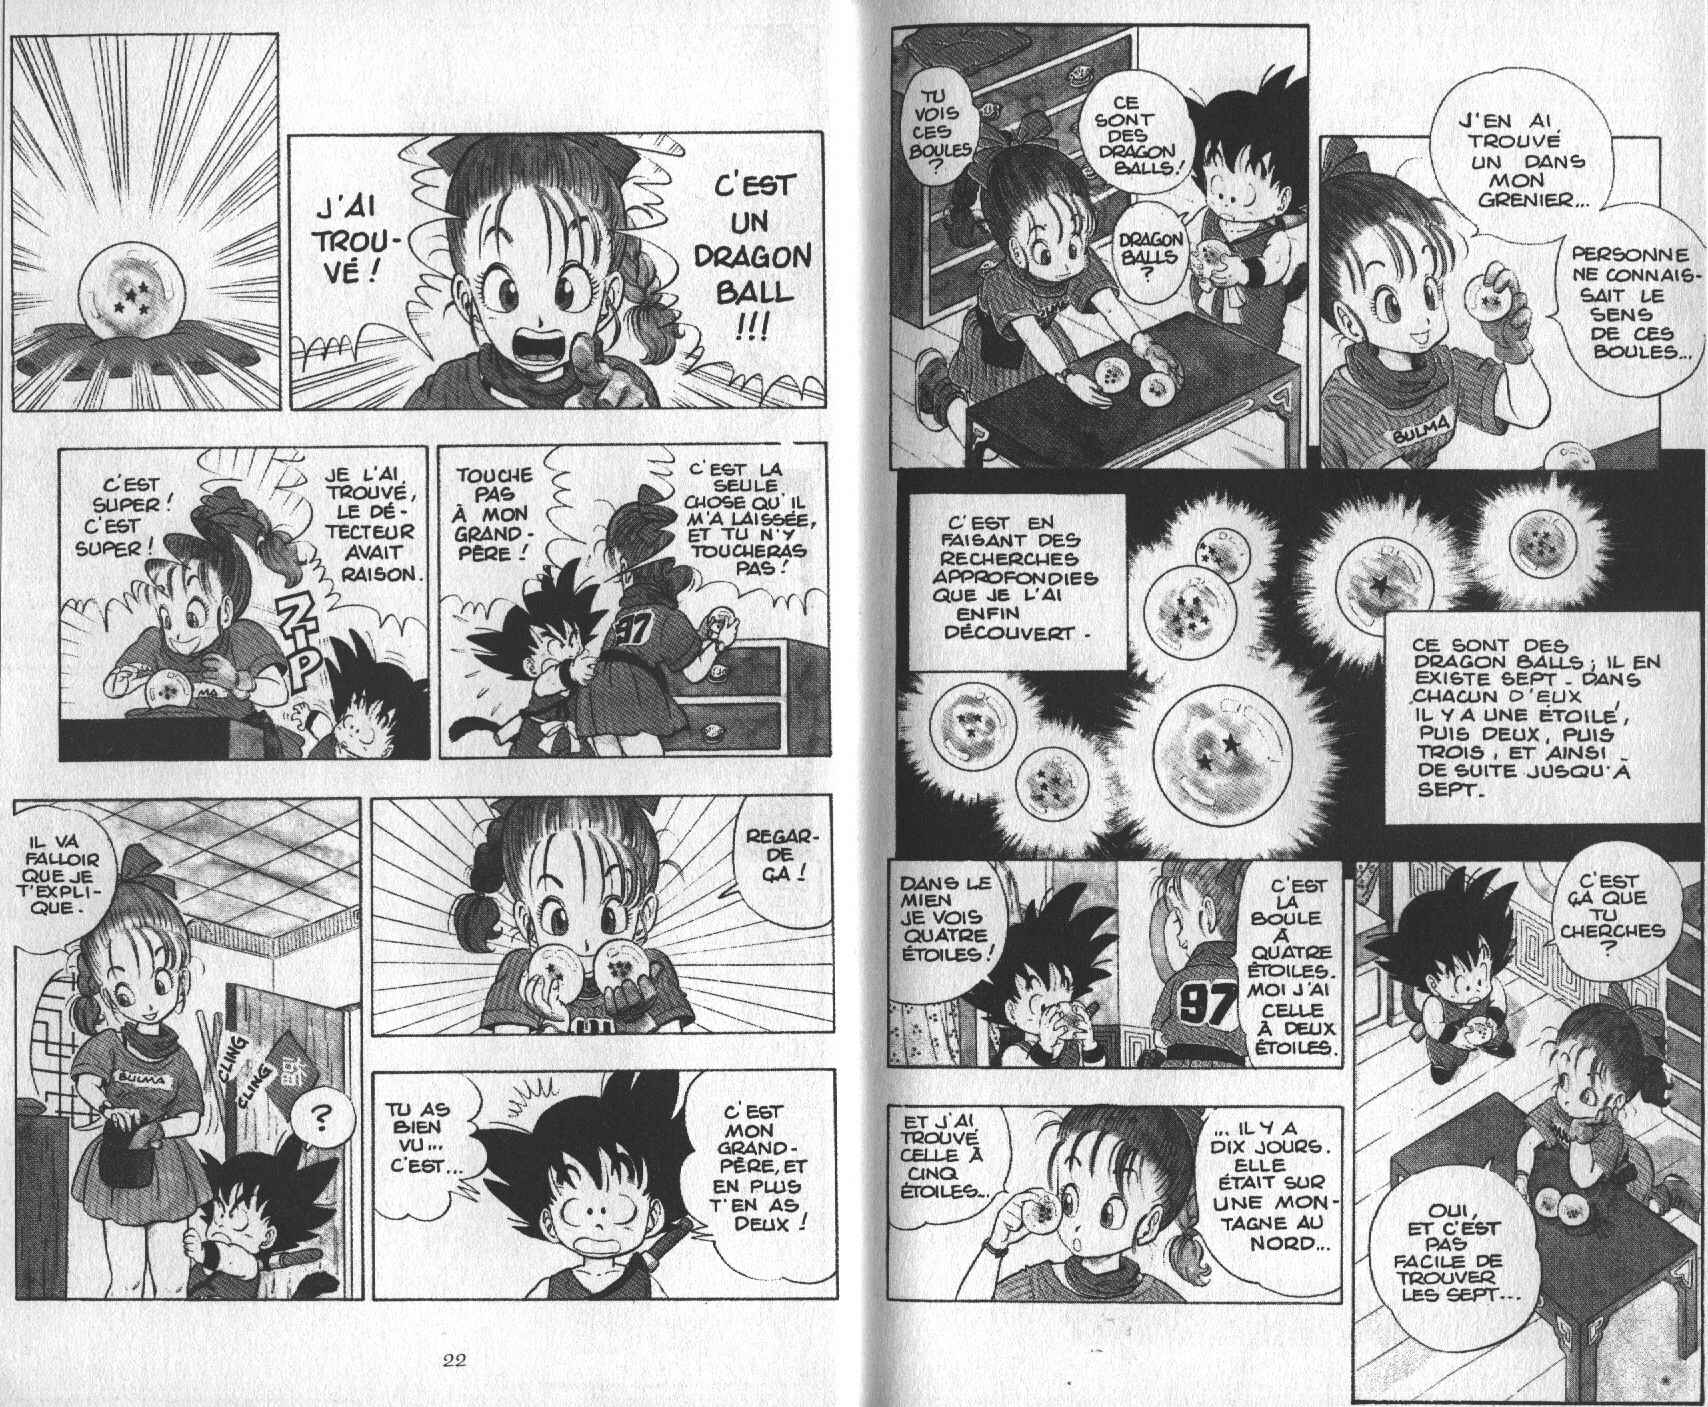 J'AI
TROU-
VÉ !
C'EST
UN
DRAGON
BALL
!!!
C'EST
SUPER !
C'EST
SUPER !
JE L'AI
TROUVÉ,
LE DÉ-
TECTEUR
AVAIT
RAISON.
MA
TOUCHE
PAS
À MON
GRAND-
PÈRE !
C'EST LA
SEULE
CHOSE QU'IL
M'A LAISSÉE,
ET TU N'Y
TOUCHERAS
PAS !
97
IL VA
FALLOIR
QUE JE
T'EXPLI-
QUE.
BULMA
CLING
CLING
?
REGAR-
DE
ÇA !
TU AS
BIEN
VU...
C'EST...
C'EST
MON
GRAND-
PÈRE, ET
EN PLUS
T'EN AS
DEUX !
22
TU
VOIS
CES
BOULES
?
CE
SONT
DES
DRAGON
BALLS !
DRAGON
BALLS
?
J'EN AI
TROUVÉ
UN DANS
MON
GRENIER...
PERSONNE
NE CONNAIS-
SAIT LE
SENS
DE CES
BOULES...
BULMA
C'EST EN
FAISANT DES
RECHERCHES
APPROFONDIES
QUE JE L'AI
ENFIN
DÉCOUVERT.
CE SONT DES
DRAGON BALLS ; IL EN
EXISTE SEPT. DANS
CHACUN D'EUX,
IL Y A UNE ÉTOILE,
PUIS DEUX, PUIS
TROIS, ET AINSI
DE SUITE JUSQU'À
SEPT.
DANS LE
MIEN
JE VOIS
QUATRE
ÉTOILES !
C'EST
LA
BOULE
À
QUATRE
ÉTOILES.
MOI J'AI
CELLE
À DEUX
ÉTOILES.
97
ET J'AI
TROUVÉ
CELLE À
CINQ
ÉTOILES...
... IL Y A
DIX JOURS.
ELLE
ÉTAIT SUR
UNE MON-
TAGNE AU
NORD...
C'EST
ÇA QUE
TU
CHERCHES
?
OUI,
ET C'EST
PAS
FACILE DE
TROUVER
LES SEPT...